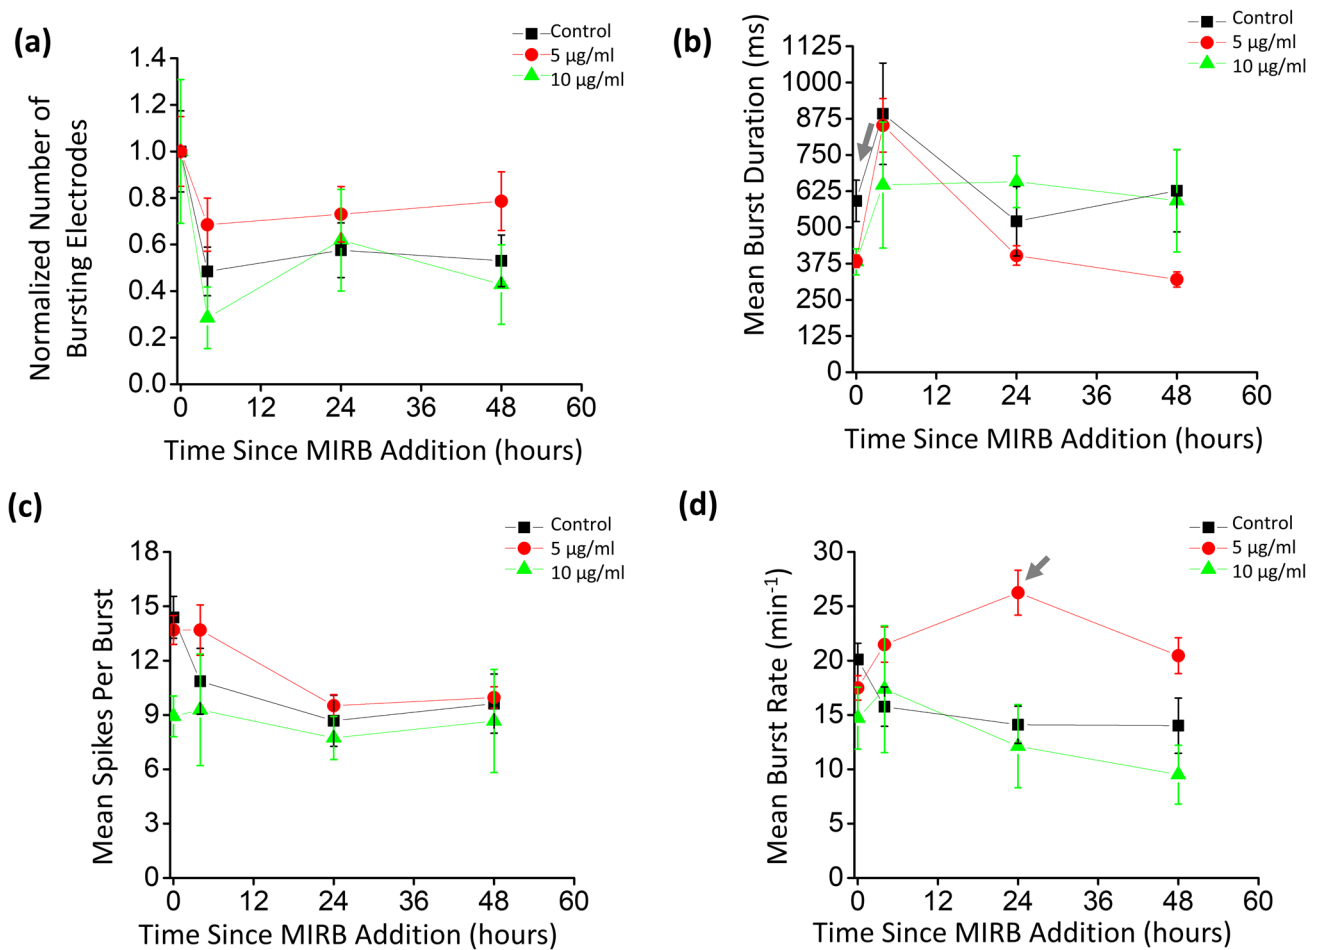 (a)
Control
5 µg/ml
10 µg/ml
Normalized Number of
Bursting Electrodes
1.4
1.2
1.0
0.8
0.6
0.4
0.2
0.0
0 12 24 36 48 60
Time Since MIRB Addition (hours)
(b)
Control
5 µg/ml
10 µg/ml
Mean Burst Duration (ms)
1125
1000
875
750
625
500
375
250
125
0
0 12 24 36 48 60
Time Since MIRB Addition (hours)
(c)
Control
5 µg/ml
10 µg/ml
Mean Spikes Per Burst
18
15
12
9
6
3
0
0 12 24 36 48 60
Time Since MIRB Addition (hours)
(d)
Control
5 µg/ml
10 µg/ml
Mean Burst Rate (min⁻¹)
30
25
20
15
10
5
0
0 12 24 36 48 60
Time Since MIRB Addition (hours)